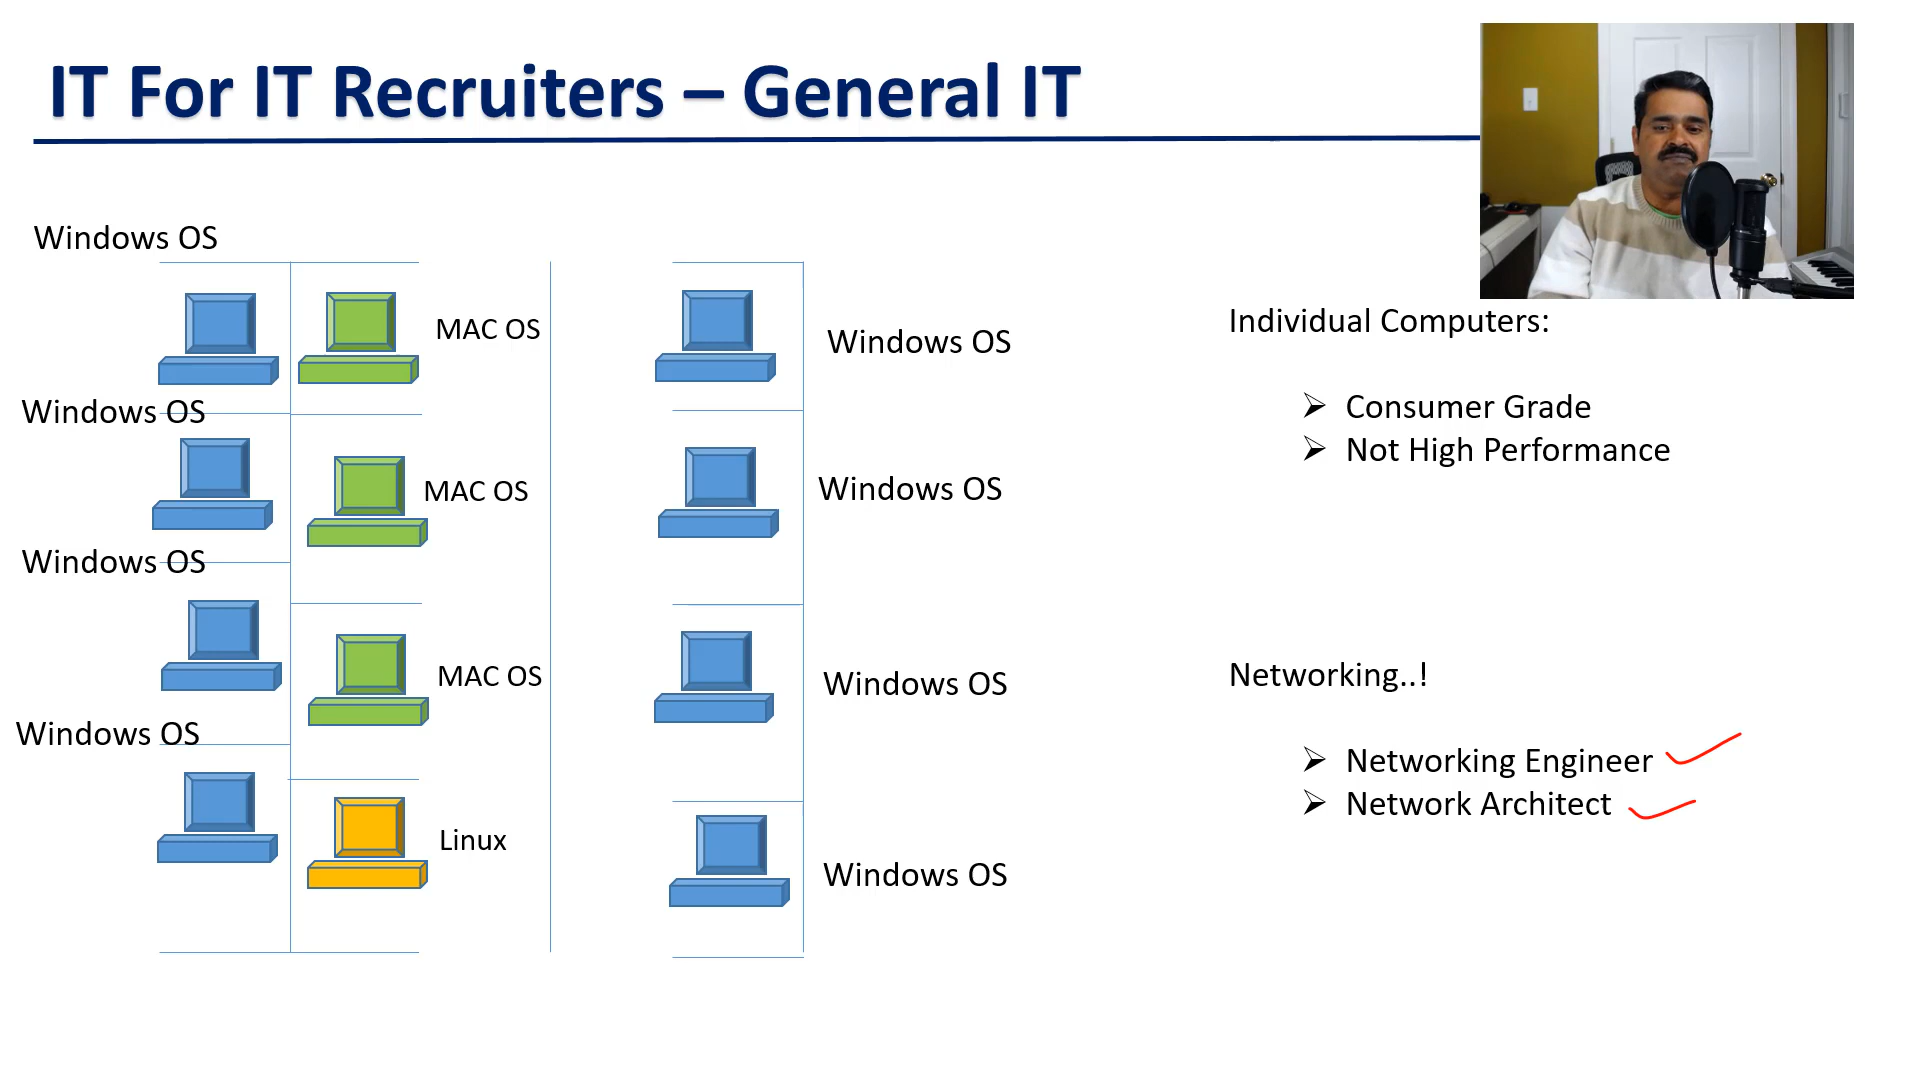 IT For IT Recruiters – General IT
Windows OS
MAC OS
Windows OS
Windows OS
MAC OS
Windows OS
Windows OS
MAC OS
Windows OS
Windows OS
Linux
Windows OS
Individual Computers:
➢ Consumer Grade
➢ Not High Performance
Networking..!
➢ Networking Engineer
➢ Network Architect